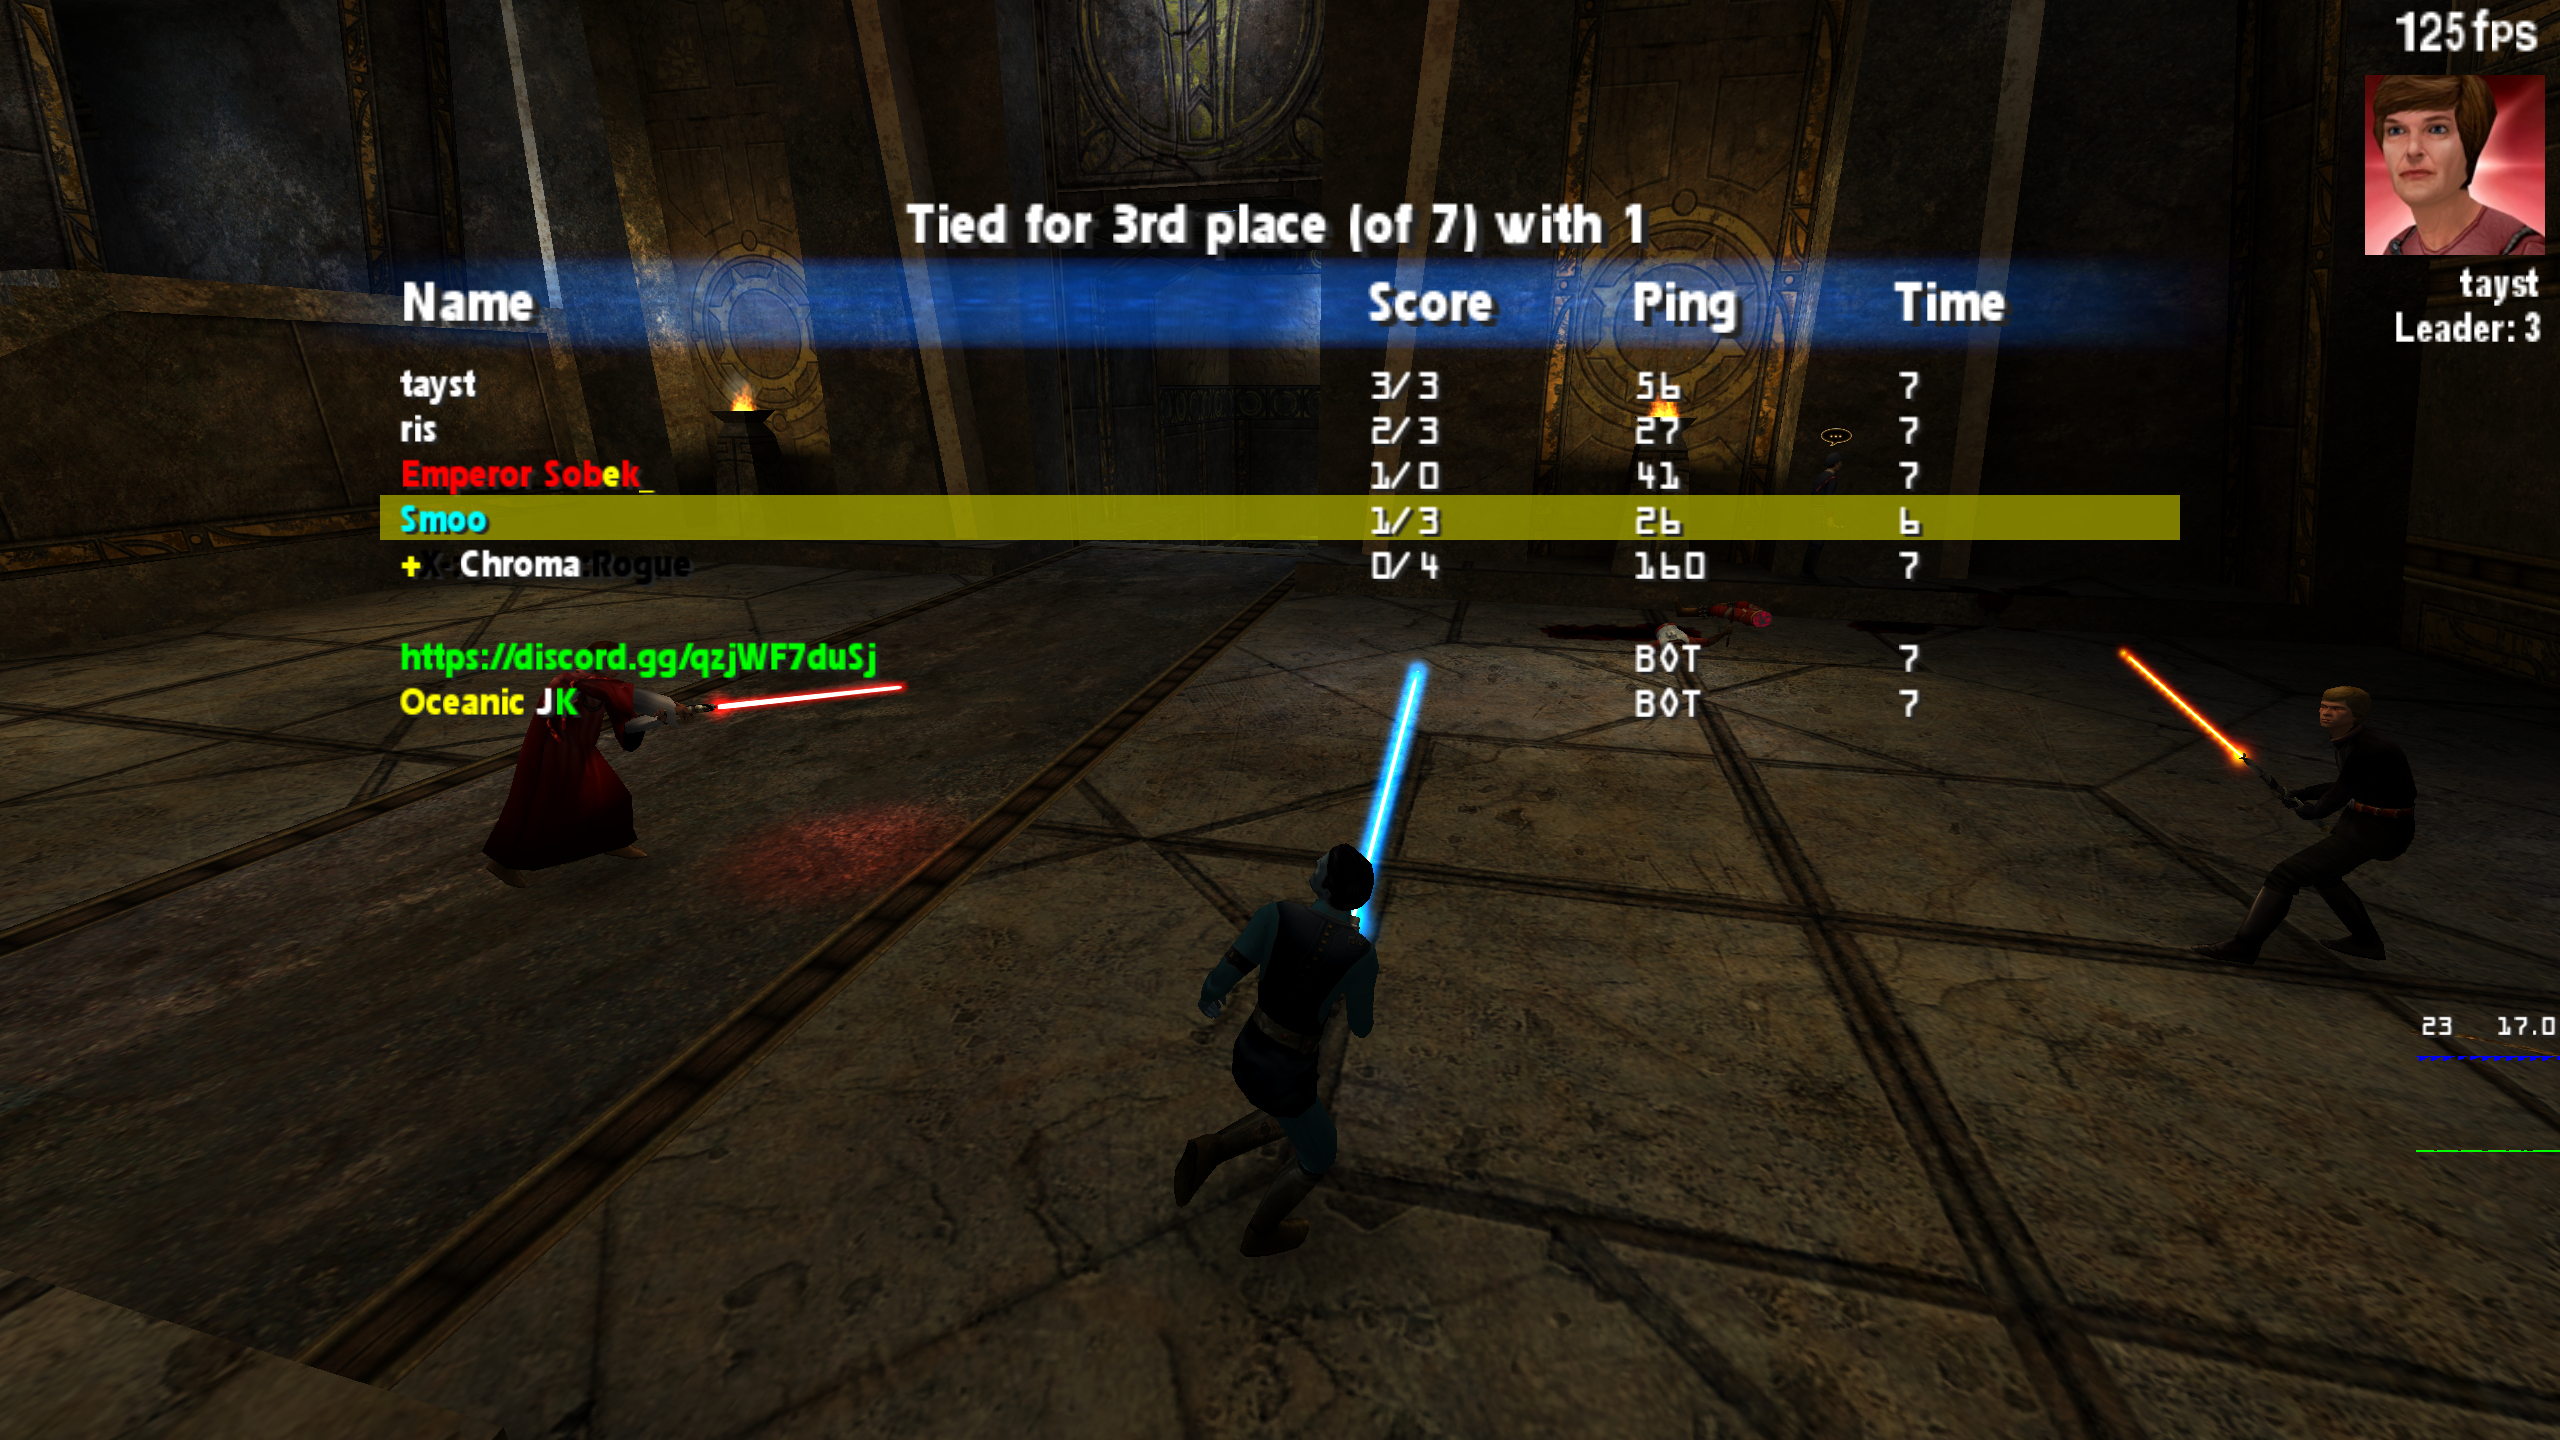 125fps
tayst
Leader: 3
Tied for 3rd place (of 7) with 1
Name Score Ping Time
tayst 3/3 56 7
ris 2/3 27 7
Emperor Sobek_ 1/0 41 7
Smoo 1/3 26 6
+X-:Chroma:Rogue 0/4 160 7
https://discord.gg/qzjWF7duSj BOT 7
Oceanic JK BOT 7
23 17.0